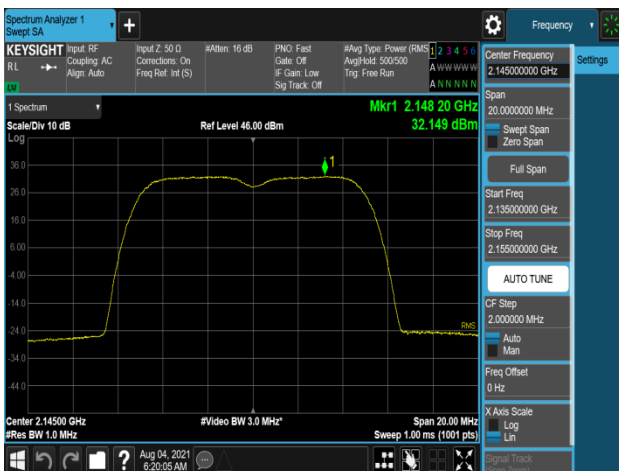 Spectrum Analyzer 1
Swept SA
Frequency
KEYSIGHT
RL
Input: RF
Coupling: AC
Align: Auto
Input Z: 50 Ω
Corrections: On
Freq Ref: Int (S)
#Atten: 16 dB
PNO: Fast
Gate: Off
IF Gain: Low
Sig Track: Off
#Avg Type: Power (RMS
Avg|Hold: 500/500
Trig: Free Run
1 2 3 4 5 6
A W W W W W
A N N N N N
1 Spectrum
Scale/Div 10 dB
Log
Ref Level 46.00 dBm
Mkr1 2.148 20 GHz
32.149 dBm
36.0
26.0
16.0
6.00
-4.00
-14.0
-24.0
-34.0
-44.0
1
RMS
Center 2.14500 GHz
#Res BW 1.0 MHz
#Video BW 3.0 MHz*
Span 20.00 MHz
Sweep 1.00 ms (1001 pts)
Center Frequency
2.145000000 GHz
Settings
Span
20.0000000 MHz
Swept Span
Zero Span
Full Span
Start Freq
2.135000000 GHz
Stop Freq
2.155000000 GHz
AUTO TUNE
CF Step
2.000000 MHz
Auto
Man
Freq Offset
0 Hz
X Axis Scale
Log
Lin
Signal Track
?
Aug 04, 2021
6:20:05 AM